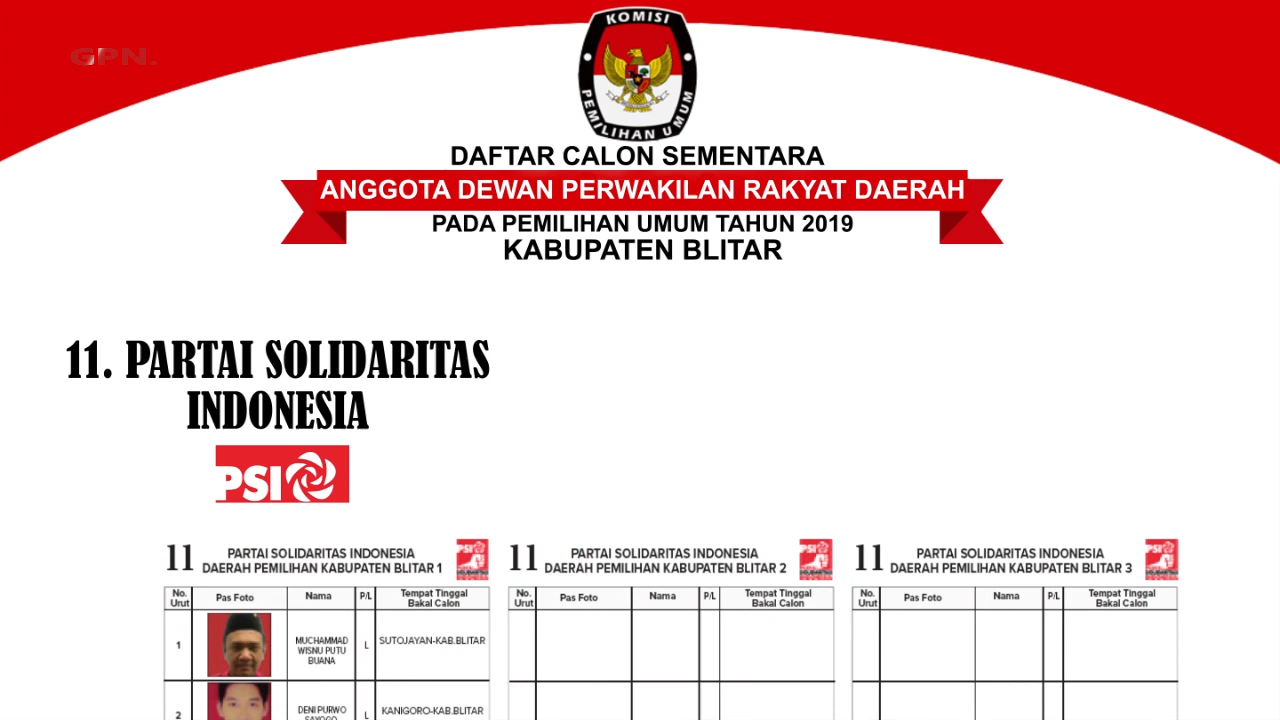 GPN.
KOMISI
PEMILIHAN UMUM
DAFTAR CALON SEMENTARA
ANGGOTA DEWAN PERWAKILAN RAKYAT DAERAH
PADA PEMILIHAN UMUM TAHUN 2019
KABUPATEN BLITAR
11. PARTAI SOLIDARITAS
INDONESIA
PSI
11 PARTAI SOLIDARITAS INDONESIA
DAERAH PEMILIHAN KABUPATEN BLITAR 1
PSI
No. Urut Pas Foto Nama P/L Tempat Tinggal Bakal Calon
1 MUCHAMMAD WISNU PUTU BUANA L SUTOJAYAN-KAB.BLITAR
2 DENI PURWO L KANIGORO-KAB.BLITAR
11 PARTAI SOLIDARITAS INDONESIA
DAERAH PEMILIHAN KABUPATEN BLITAR 2
PSI
No. Urut Pas Foto Nama P/L Tempat Tinggal Bakal Calon
11 PARTAI SOLIDARITAS INDONESIA
DAERAH PEMILIHAN KABUPATEN BLITAR 3
PSI
No. Urut Pas Foto Nama P/L Tempat Tinggal Bakal Calon